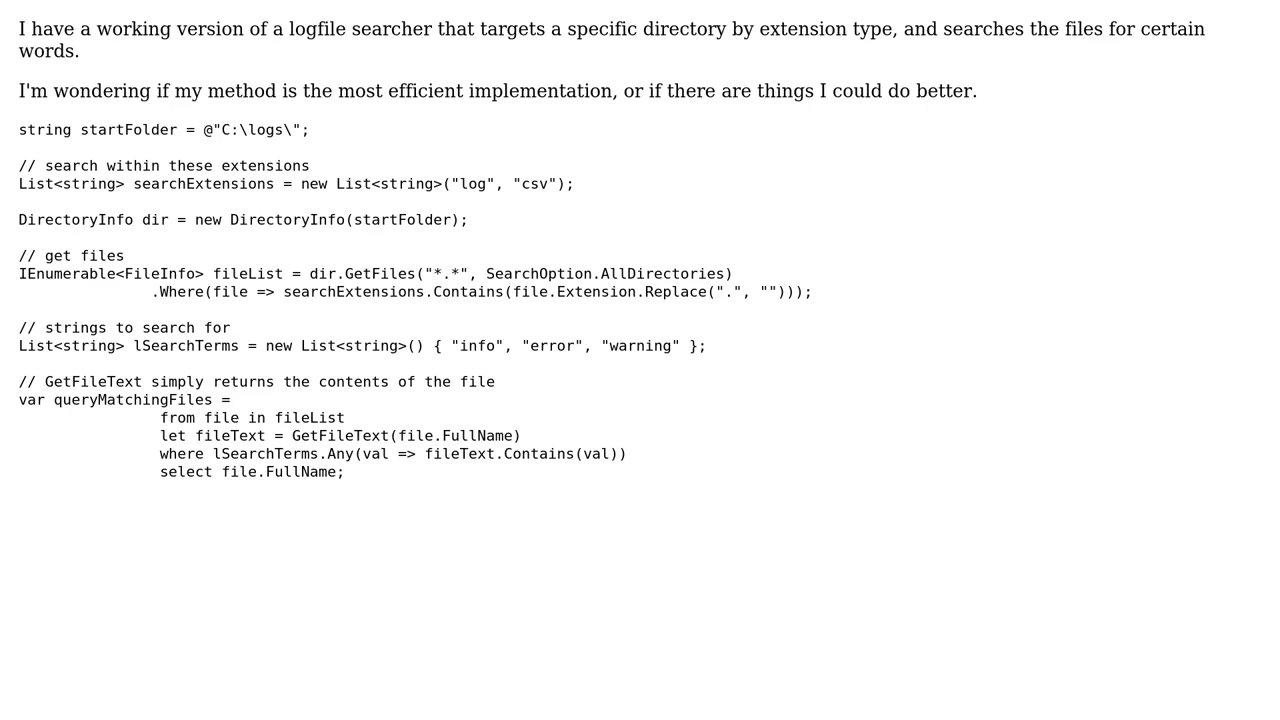 I have a working version of a logfile searcher that targets a specific directory by extension type, and searches the files for certain
words.
I'm wondering if my method is the most efficient implementation, or if there are things I could do better.
string startFolder = @"C:\logs\";
// search within these extensions
List<string> searchExtensions = new List<string>("log", "csv");
DirectoryInfo dir = new DirectoryInfo(startFolder);
// get files
IEnumerable<FileInfo> fileList = dir.GetFiles("*.*", SearchOption.AllDirectories)
.Where(file => searchExtensions.Contains(file.Extension.Replace(".", "")));
// strings to search for
List<string> lSearchTerms = new List<string>() { "info", "error", "warning" };
// GetFileText simply returns the contents of the file
var queryMatchingFiles =
from file in fileList
let fileText = GetFileText(file.FullName)
where lSearchTerms.Any(val => fileText.Contains(val))
select file.FullName;